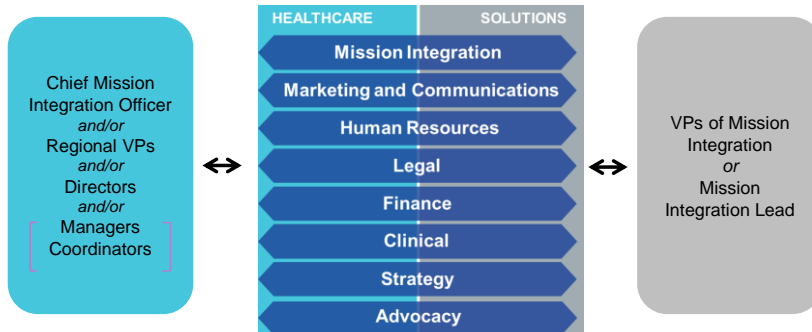 Chief Mission
Integration Officer
and/or
Regional VPs
and/or
Directors
and/or
Managers
Coordinators
HEALTHCARE
SOLUTIONS
Mission Integration
Marketing and Communications
Human Resources
Legal
Finance
Clinical
Strategy
Advocacy
VPs of Mission
Integration
or
Mission
Integration Lead